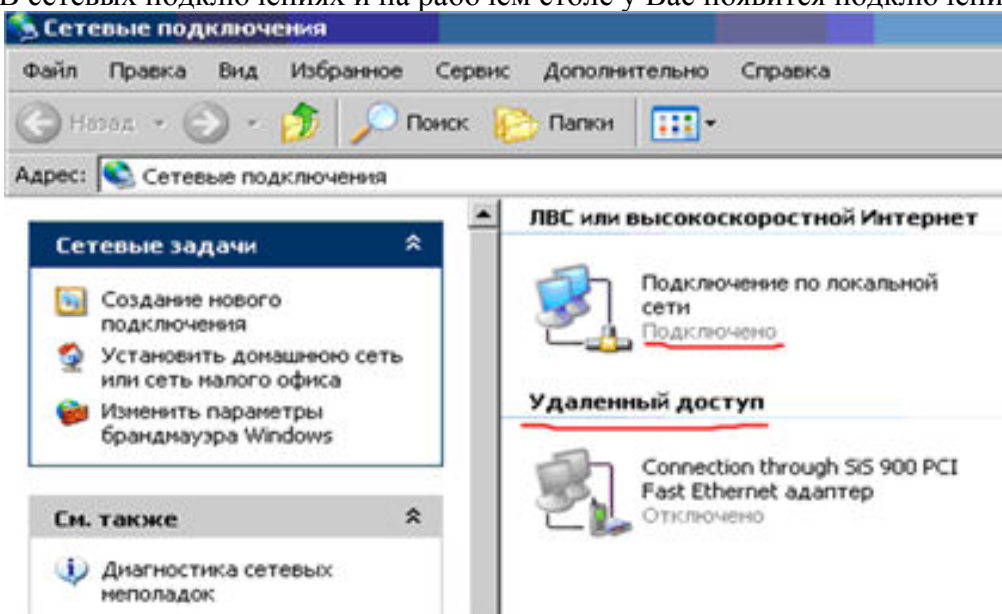 В сетевых подключениях и на рабочем столе у Вас появится
Сетевые подключения
Файл Правка Вид Избранное Сервис Дополнительно Справка
Назад Поиск Папки
Адрес: Сетевые подключения
Сетевые задачи
Создание нового
подключения
Установить домашнюю сеть
или сеть малого офиса
Изменить параметры
брандмауэра Windows
См. также
Диагностика сетевых
неполадок
ЛВС или высокоскоростной Интернет
Подключение по локальной
сети
Подключено
Удаленный доступ
Connection through SiS 900 PCI
Fast Ethernet адаптер
Отключено